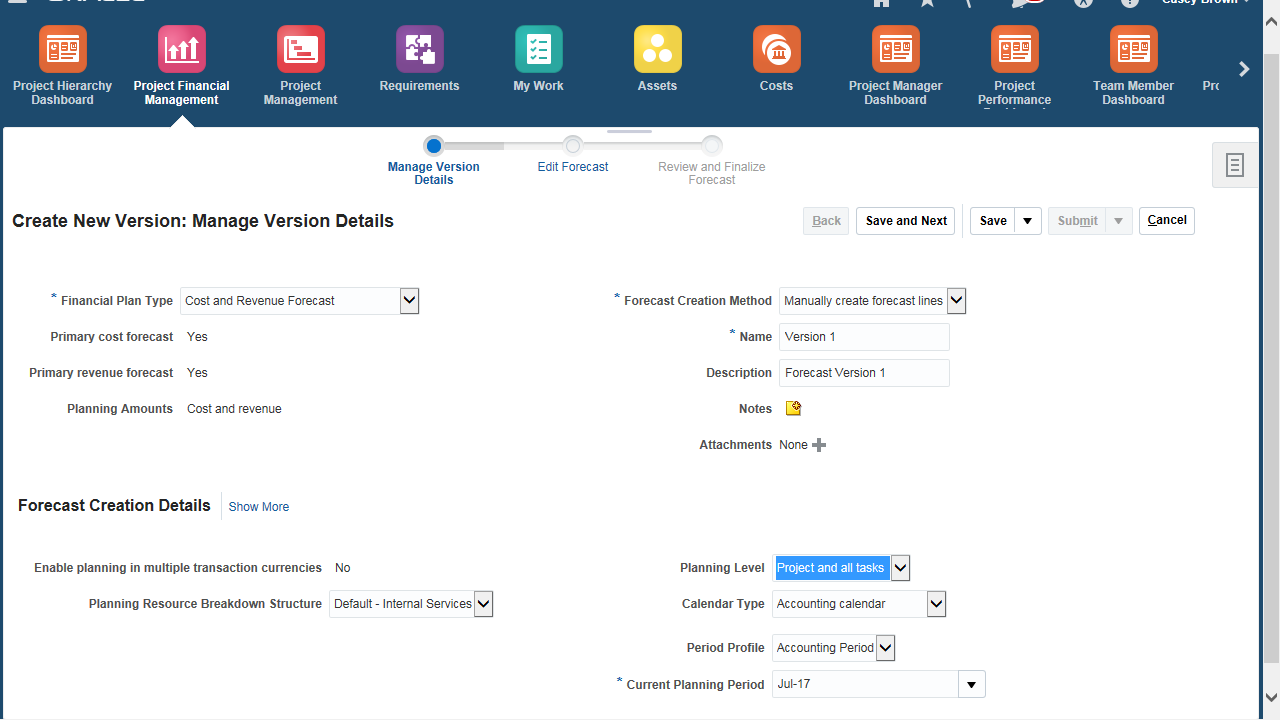 Casey Brown
Project Hierarchy
Dashboard
Project Financial
Management
Project
Management
Requirements
My Work
Assets
Costs
Project Manager
Dashboard
Project
Performance
Team Member
Dashboard
Manage Version
Details
Edit Forecast
Review and Finalize
Forecast
Create New Version: Manage Version Details
Back
Save and Next
Save
Submit
Cancel
* Financial Plan Type Cost and Revenue Forecast
* Forecast Creation Method Manually create forecast lines
Primary cost forecast Yes
* Name Version 1
Primary revenue forecast Yes
Description Forecast Version 1
Planning Amounts Cost and revenue
Notes
Attachments None
Forecast Creation Details Show More
Enable planning in multiple transaction currencies No
Planning Level Project and all tasks
Planning Resource Breakdown Structure Default - Internal Services
Calendar Type Accounting calendar
Period Profile Accounting Period
* Current Planning Period Jul-17